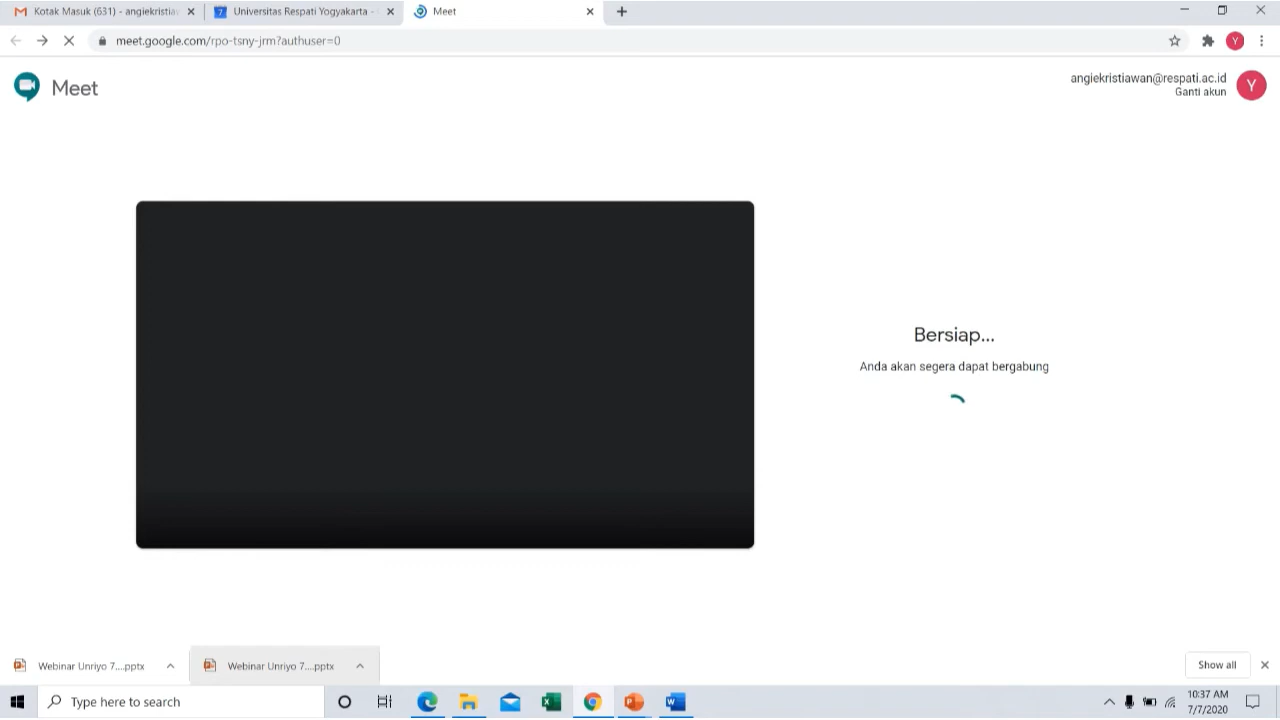 Kotak Masuk (631) - angiekristia
Universitas Respati Yogyakarta -
Meet
meet.google.com/rpo-tsny-jrm?authuser=0
Y
Meet
angiekristiawan@respati.ac.id
Ganti akun
Y
Bersiap...
Anda akan segera dapat bergabung
Webinar Unriyo 7....pptx
Webinar Unriyo 7....pptx
Show all
Type here to search
10:37 AM
7/7/2020